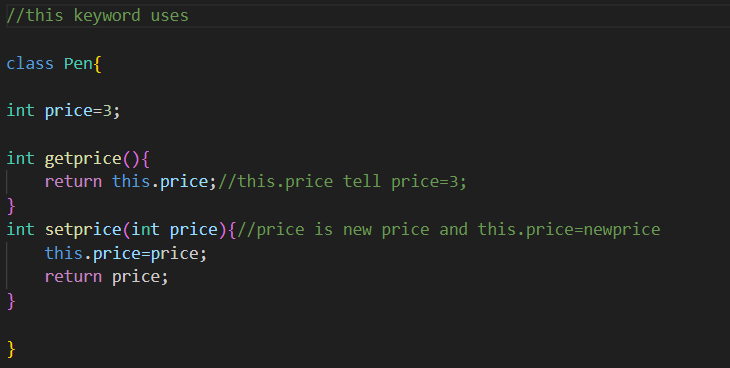 //this keyword uses
class Pen{
int price=3;
int getprice(){
return this.price;//this.price tell price=3;
}
int setprice(int price){//price is new price and this.price=newprice
this.price=price;
return price;
}
}